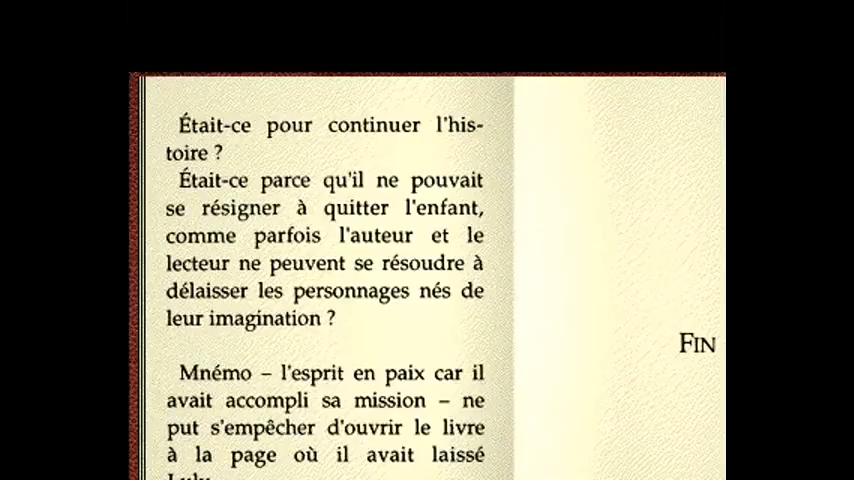 Était-ce pour continuer l'his-
toire ?
Était-ce parce qu'il ne pouvait
se résigner à quitter l'enfant,
comme parfois l'auteur et le
lecteur ne peuvent se résoudre à
délaisser les personnages nés de
leur imagination ?
Mnémo – l'esprit en paix car il
avait accompli sa mission – ne
put s'empêcher d'ouvrir le livre
à la page où il avait laissé
FIN